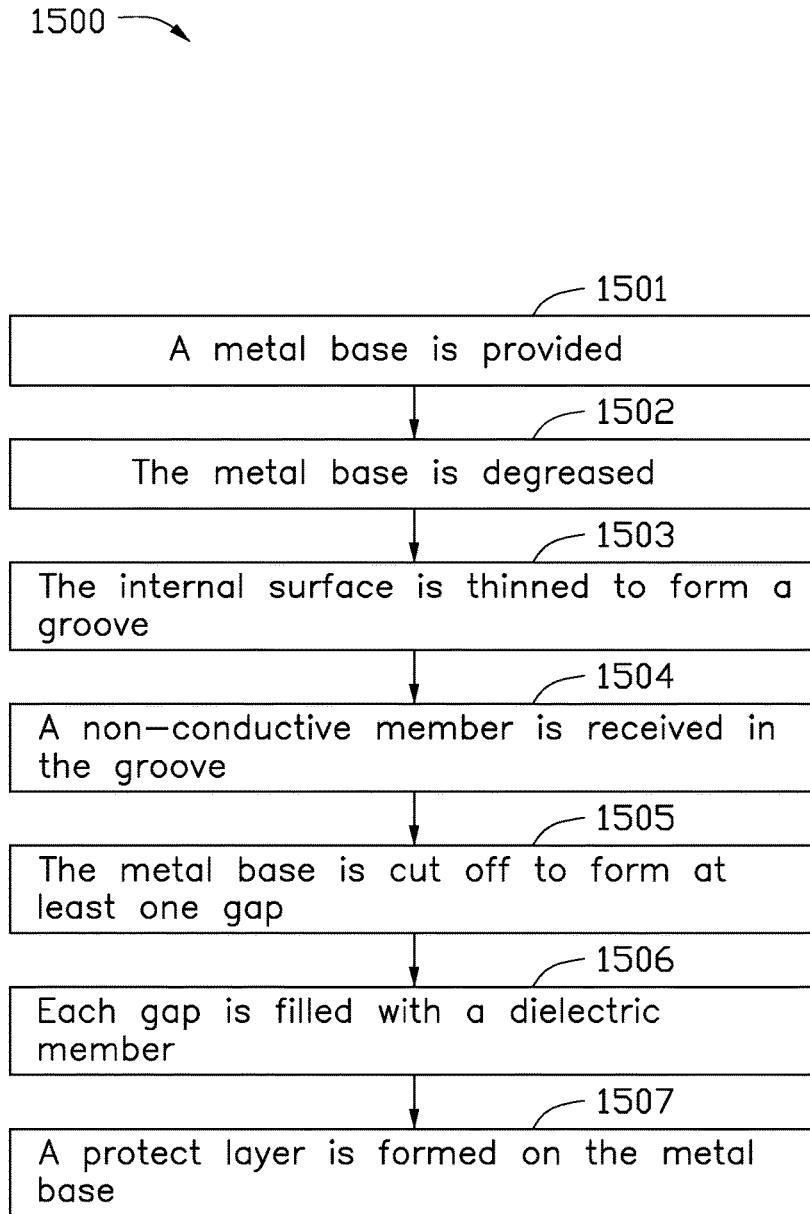 1500
1501
A metal base is provided
1502
The metal base is degreased
1503
The internal surface is thinned to form a
groove
1504
A non-conductive member is received in
the groove
1505
The metal base is cut off to form at
least one gap
1506
Each gap is filled with a dielectric
member
1507
A protect layer is formed on the metal
base